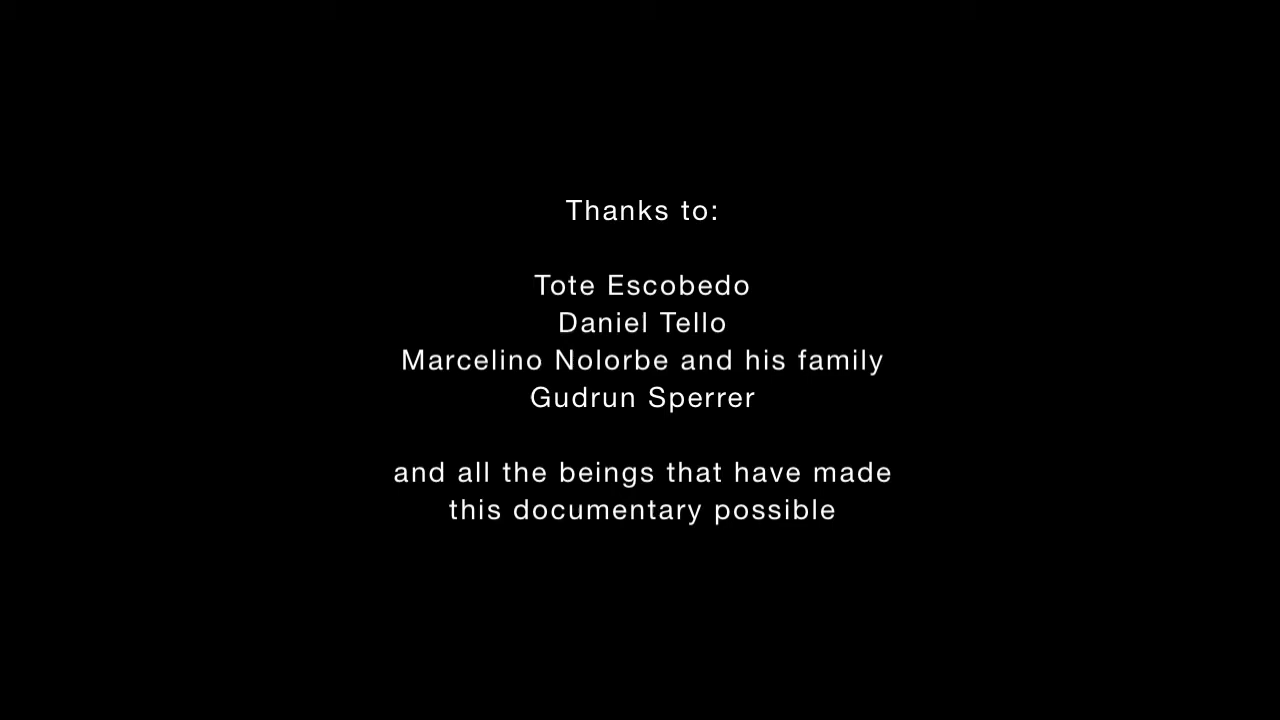 Thanks to:
Tote Escobedo
Daniel Tello
Marcelino Nolorbe and his family
Gudrun Sperrer
and all the beings that have made
this documentary possible